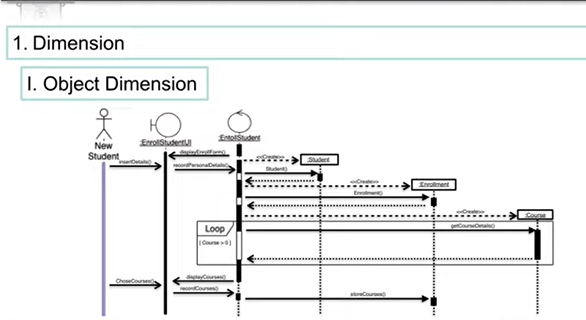 1. Dimension
I. Object Dimension
New
Student
:EnrollStudentUI
:EntollStudent
displayEnrollForm()
insertDetails()
recordPersonalDetails()
<<Create>>
:Student
Student()
<<Create>>
:Enrollment
Enrollment()
<<Create>>
:Course
Loop
[ Course > 0 ]
getCourseDetails()
displayCourses()
ChoseCourses()
recordCourses()
storeCourses()